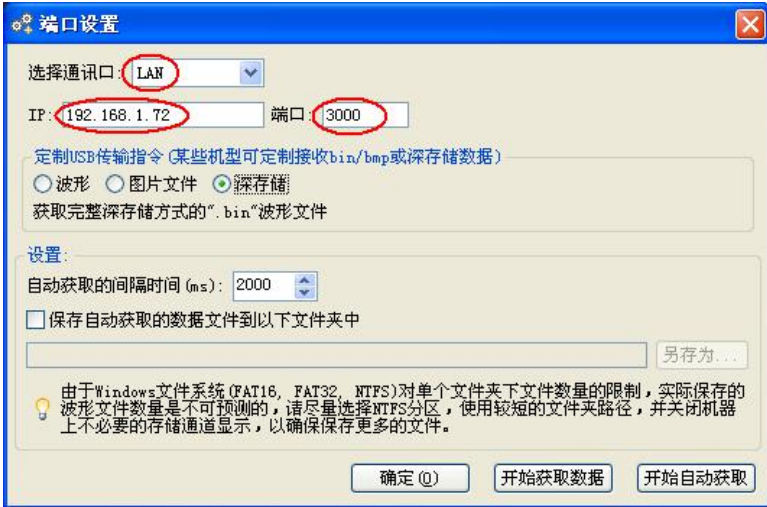 端口设置
选择通讯口: LAN
IP: 192.168.1.72 端口: 3000
定制USB传输指令(某些机型可定制接收bin/bmp或深存储数据)
波形 图片文件 深存储
获取完整深存储方式的".bin"波形文件
设置:
自动获取的间隔时间(ms): 2000
保存自动获取的数据文件到以下文件夹中
另存为...
由于Windows文件系统(FAT16, FAT32, NTFS)对单个文件夹下文件数量的限制,实际保存的
波形文件数量是不可预测的,请尽量选择NTFS分区,使用较短的文件夹路径,并关闭机器
上不必要的存储通道显示,以确保保存更多的文件。
确定(O) 开始获取数据 开始自动获取